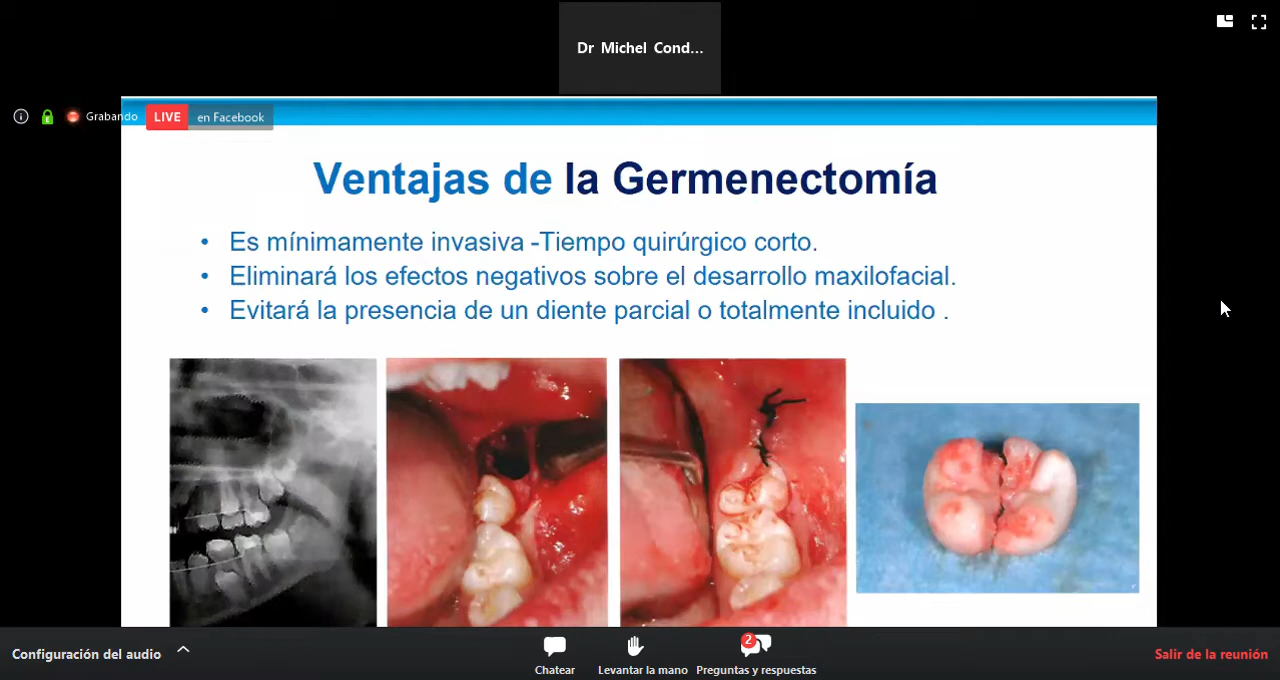 Dr Michel Cond...
Grabando
LIVE en Facebook
Ventajas de la Germenectomía
• Es mínimamente invasiva -Tiempo quirúrgico corto.
• Eliminará los efectos negativos sobre el desarrollo maxilofacial.
• Evitará la presencia de un diente parcial o totalmente incluido .
Configuración del audio
2
Chatear
Levantar la mano
Preguntas y respuestas
Salir de la reunión